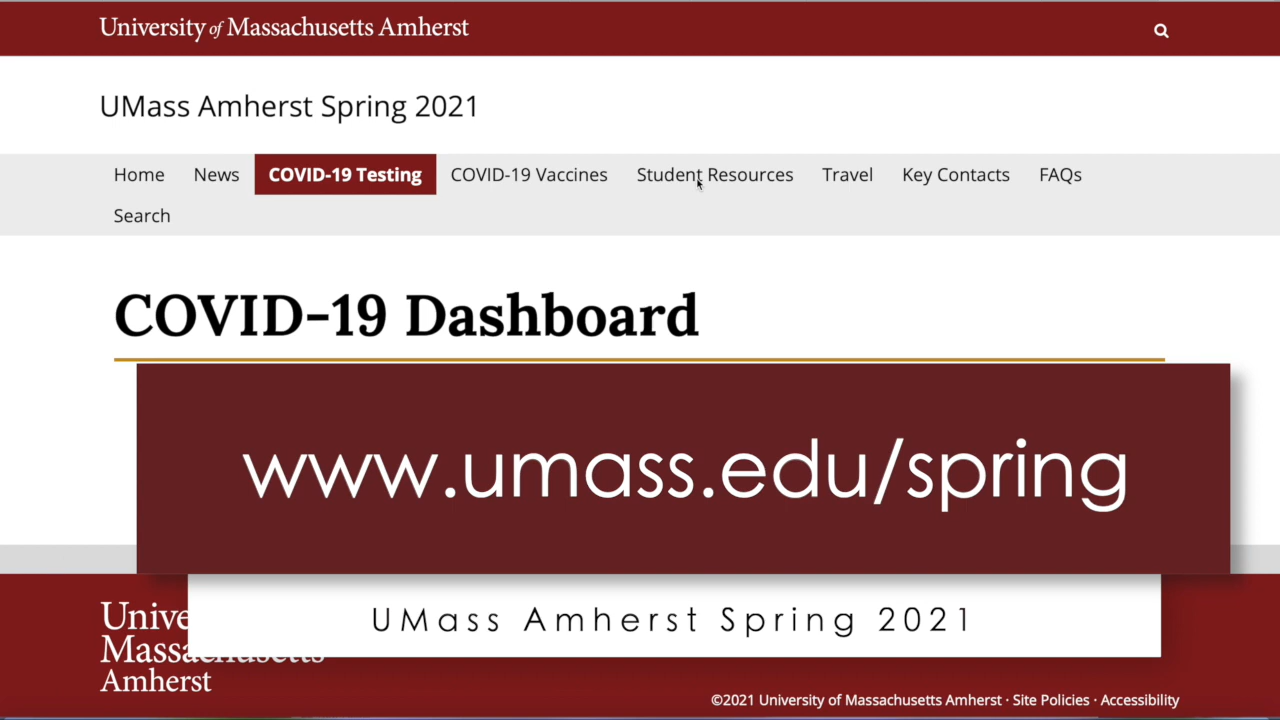 University of Massachusetts Amherst
UMass Amherst Spring 2021
Home News COVID-19 Testing COVID-19 Vaccines Student Resources Travel Key Contacts FAQs
Search
COVID-19 Dashboard
www.umass.edu/spring
UMass Amherst Spring 2021
Amherst
©2021 University of Massachusetts Amherst · Site Policies · Accessibility